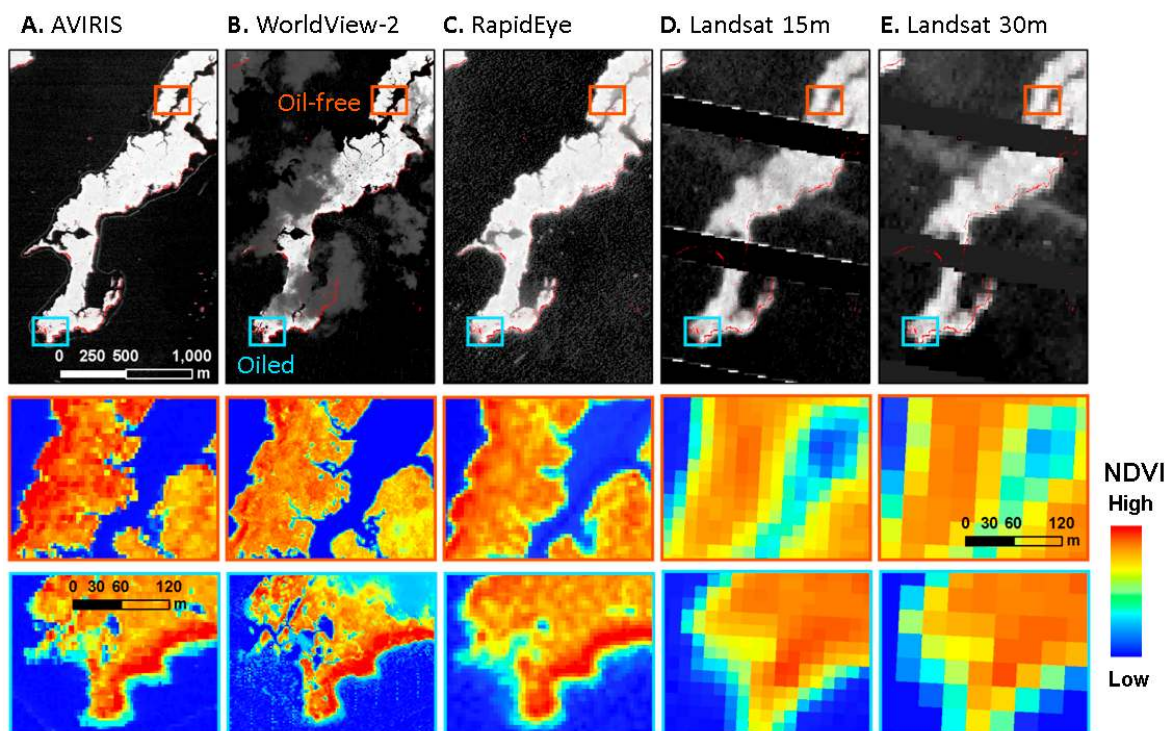 A. AVIRIS
B. WorldView-2
C. RapidEye
D. Landsat 15m
E. Landsat 30m
Oil-free
Oiled
0 250 500 1,000
m
NDVI
High
0 30 60 120
m
0 30 60 120
m
Low